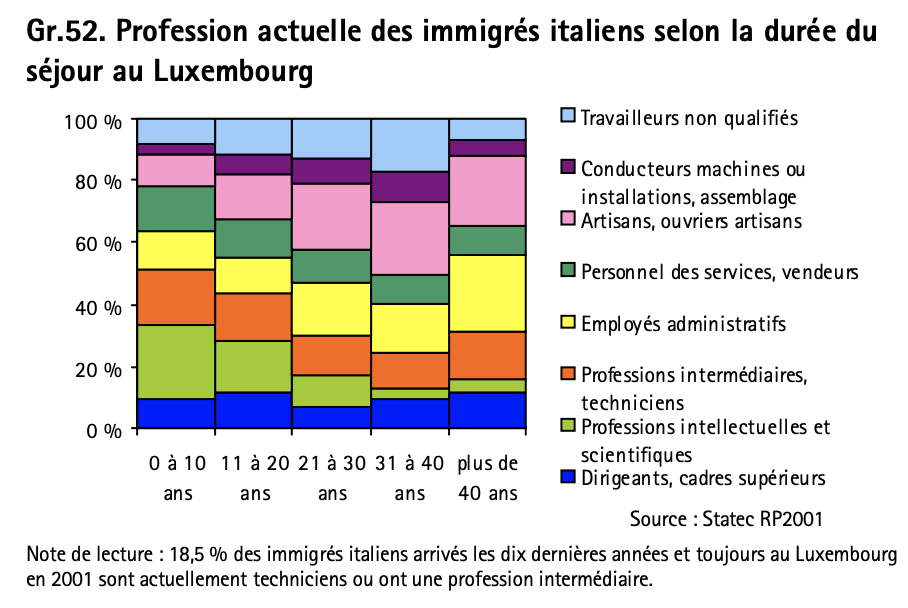 Gr.52. Profession actuelle des immigrés italiens selon la durée du
séjour au Luxembourg
100 %
80 %
60 %
40 %
20 %
0 %
0 à 10
ans
11 à 20
ans
21 à 30
ans
31 à 40
ans
plus de
40 ans
Travailleurs non qualifiés
Conducteurs machines ou
installations, assemblage
Artisans, ouvriers artisans
Personnel des services, vendeurs
Employés administratifs
Professions intermédiaires,
techniciens
Professions intellectuelles et
scientifiques
Dirigeants, cadres supérieurs
Source : Statec RP2001
Note de lecture : 18,5 % des immigrés italiens arrivés les dix dernières années et toujours au Luxembourg
en 2001 sont actuellement techniciens ou ont une profession intermédiaire.